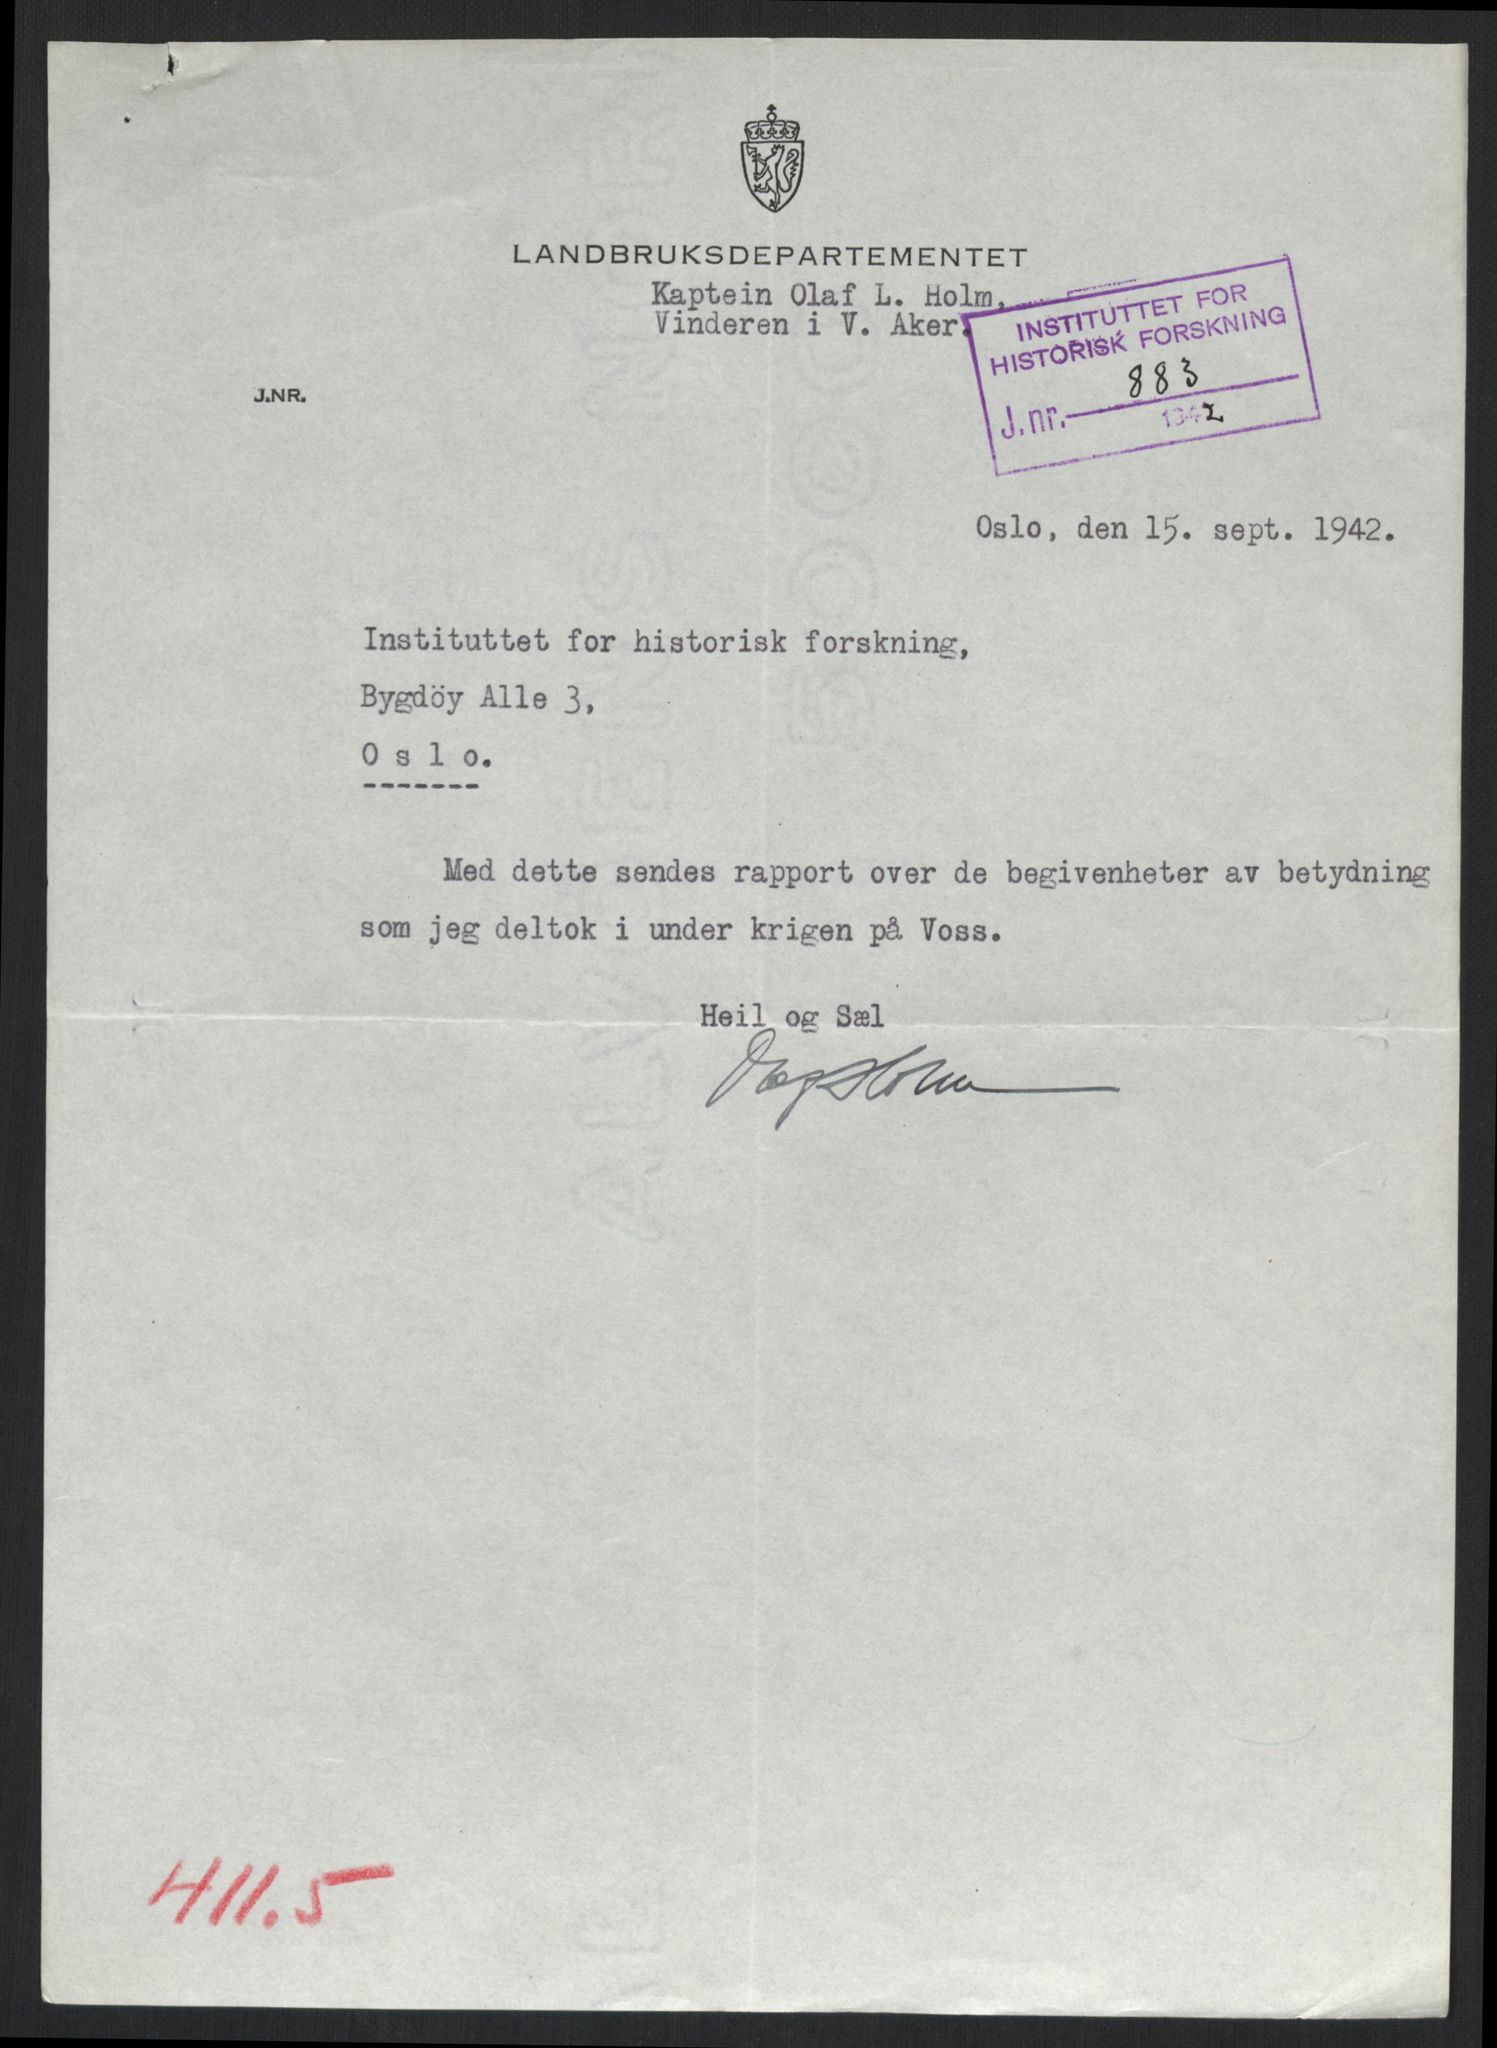 LANDBRUKSDEPARTEMENTET
Kaptein Olaf L. Holm,
Vinderen i V. Aker.
INSTITUTTET FOR
HISTORISK FORSKNING
J.nr. 883
1942
J.NR.
Oslo, den 15. sept. 1942.
Instituttet for historisk forskning,
Bygdöy Alle 3,
O s l o.
-------
Med dette sendes rapport over de begivenheter av betydning
som jeg deltok i under krigen på Voss.
Heil og Sæl
Olaf L Holm
411.5